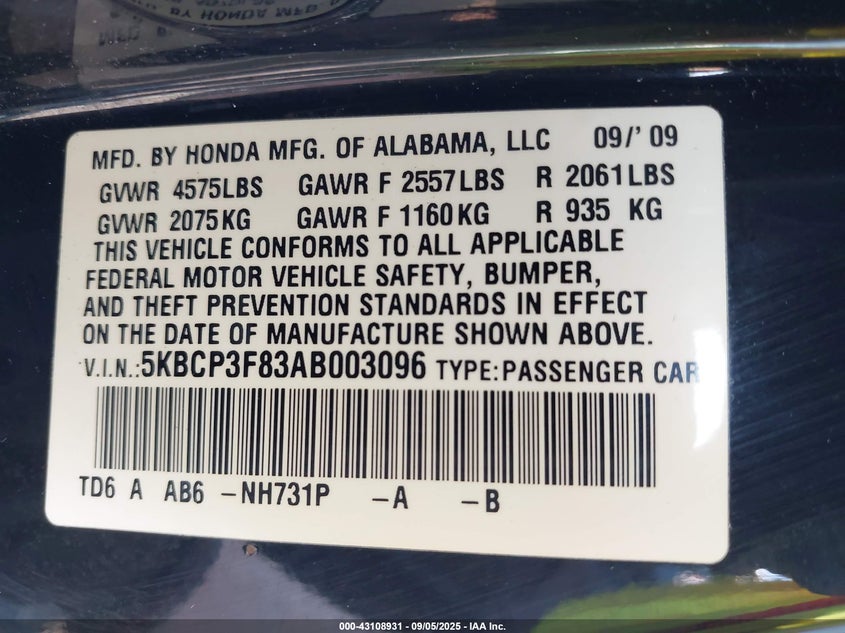 BY HONDA MFG.
MFD. BY HONDA MFG. OF ALABAMA, LLC 09/'09
GVWR 4575LBS GAWR F 2557LBS R 2061LBS
GVWR 2075KG GAWR F 1160KG R 935 KG
THIS VEHICLE CONFORMS TO ALL APPLICABLE
FEDERAL MOTOR VEHICLE SAFETY, BUMPER,
AND THEFT PREVENTION STANDARDS IN EFFECT
ON THE DATE OF MANUFACTURE SHOWN ABOVE.
V.I.N.:5KBCP3F83AB003096 TYPE:PASSENGER CAR
TD6 A AB6 -NH731P -A -B
000-43108931 - 09/05/2025 - IAA Inc.